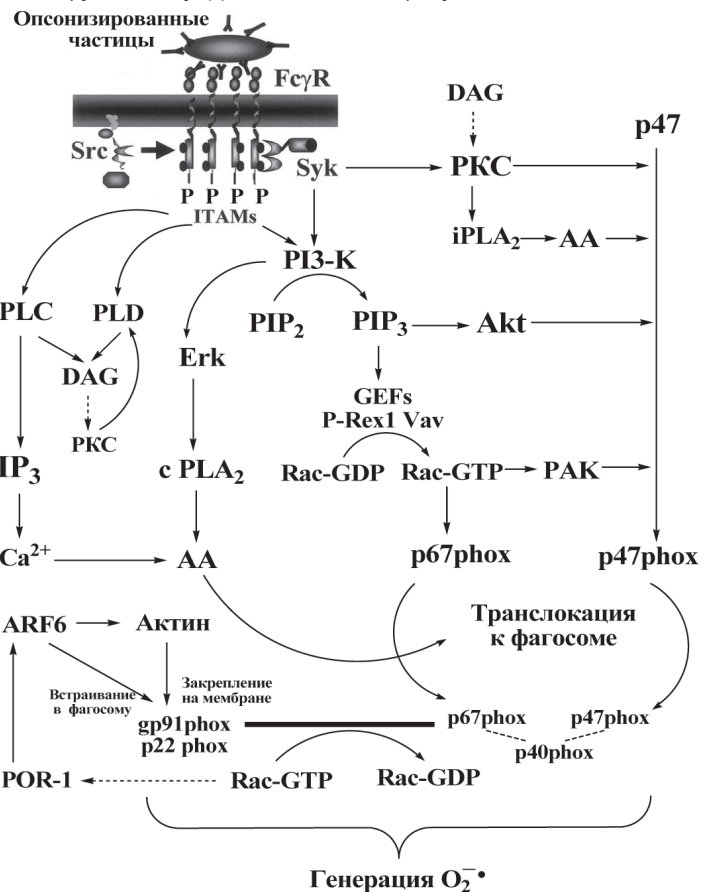 Опсонизированные
частицы
FcγR
DAG
p47
Src
Syk
PKC
P P P P
ITAMs
iPLA₂
AA
PI3-K
PLC
PLD
PIP₂
PIP₃
Akt
Erk
DAG
GEFs
P-Rex1 Vav
PKC
IP₃
c PLA₂
Rac-GDP
Rac-GTP
PAK
Ca²⁺
AA
p67phox
p47phox
ARF6
Актин
Транслокация
к фагосоме
Встраивание
в фагосому
Закрепление
на мембране
gp91phox
p22 phox
p67phox
p47phox
p40phox
POR-1
Rac-GTP
Rac-GDP
Генерация O₂⁻•